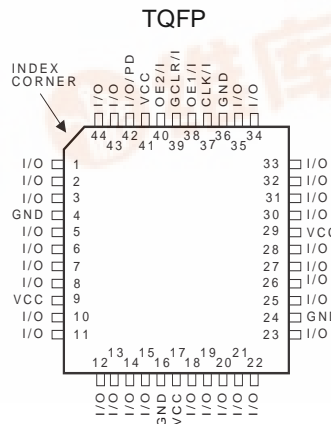 TQFP
INDEX
CORNER
I/O
I/O
I/O/PD
VCC
OE2/I
GCLR/I
OE1/I
CLK/I
GND
I/O
I/O
44 42 40 38 36 34
43 41 39 37 35
I/O 1 33 I/O
I/O 2 32 I/O
I/O 3 31 I/O
GND 4 30 I/O
I/O 5 29 VCC
I/O 6 28 I/O
I/O 7 27 I/O
I/O 8 26 I/O
VCC 9 25 I/O
I/O 10 24 GND
I/O 11 23 I/O
13 15 17 19 21
12 14 16 18 20 22
I/O
I/O
I/O
I/O
GND
VCC
I/O
I/O
I/O
I/O
I/O